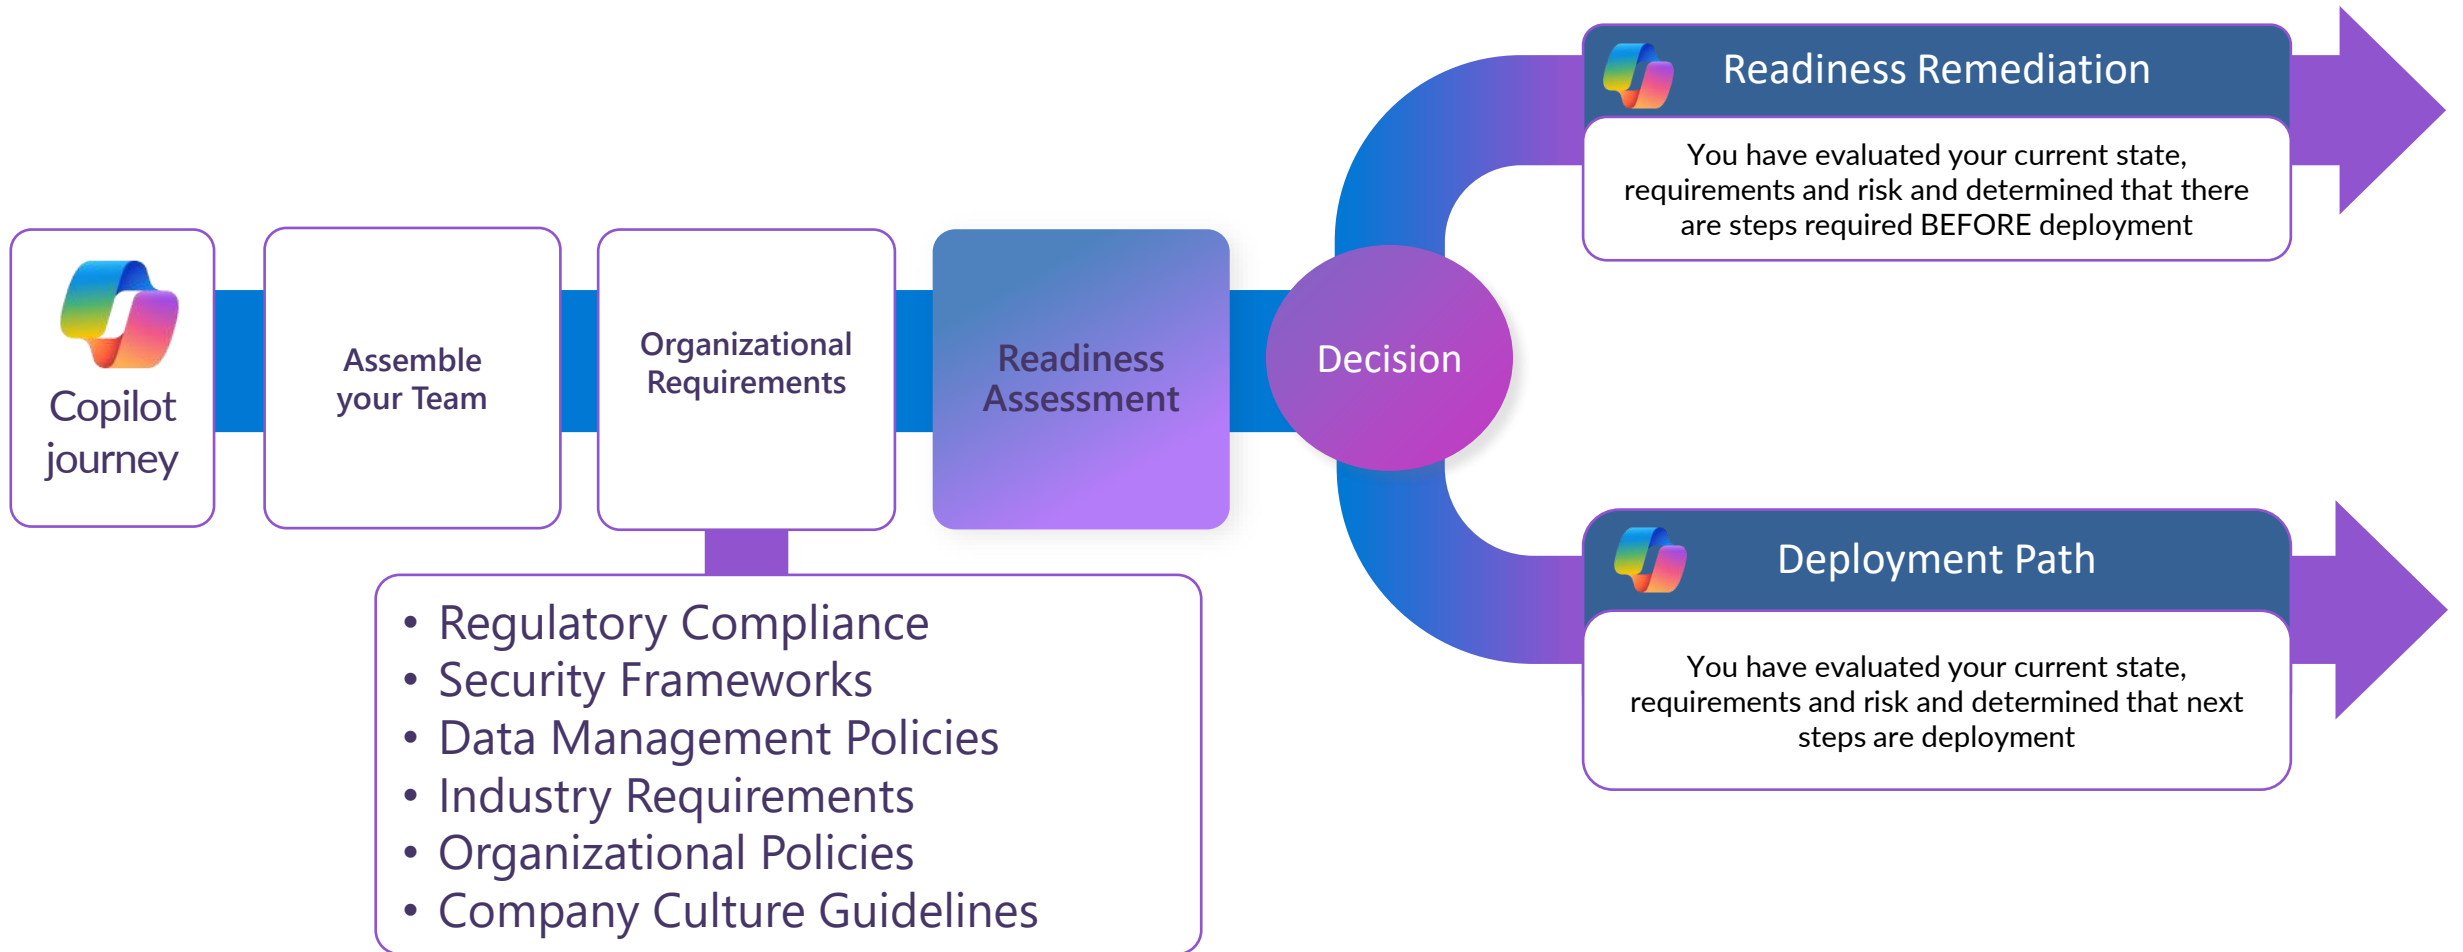 Copilot
journey
Assemble
your Team
Organizational
Requirements
• Regulatory Compliance
• Security Frameworks
• Data Management Policies
• Industry Requirements
• Organizational Policies
• Company Culture Guidelines
Readiness
Assessment
Decision
Readiness Remediation
You have evaluated your current state,
requirements and risk and determined that there
are steps required BEFORE deployment
Deployment Path
You have evaluated your current state,
requirements and risk and determined that next
steps are deployment